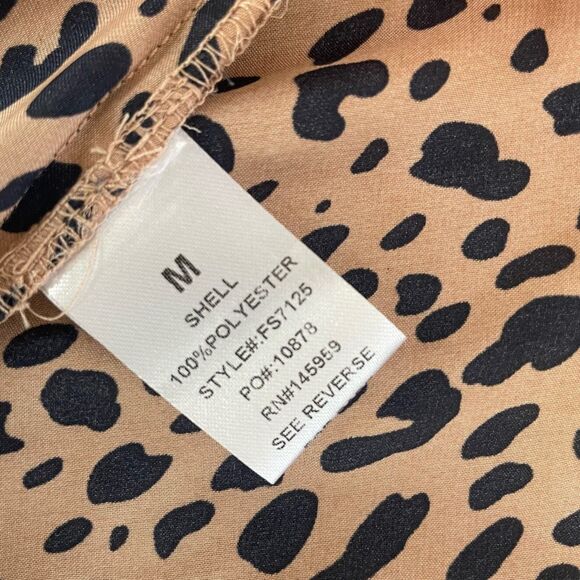 M
SHELL
100%POLYESTER
STYLE#:FS7125
PO#:10878
RN#145959
SEE REVERSE